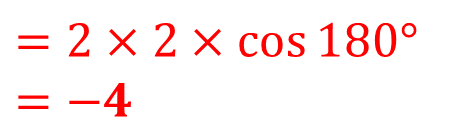 = 2 × 2 × cos 180°
= −4